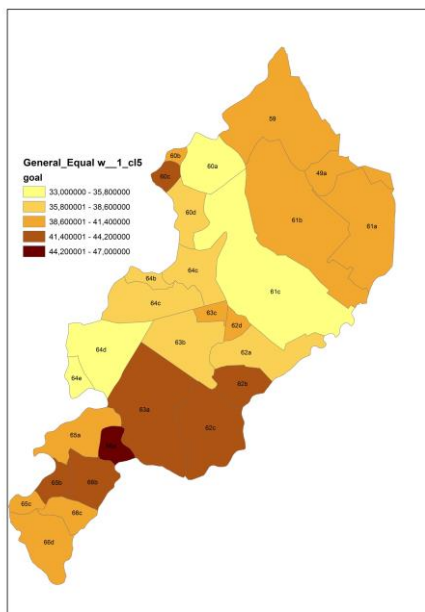 59
60b
60a
60c
49a
General_Equal w__1_cl5
goal
33,000000 - 35,800000
35,800001 - 38,600000
38,600001 - 41,400000
41,400001 - 44,200000
44,200001 - 47,000000
60d
61b
61a
64c
64b
61c
64c
63c
62d
64d
63b
62a
64e
62b
63a
62c
65a
65b
66b
66c
66c
66d